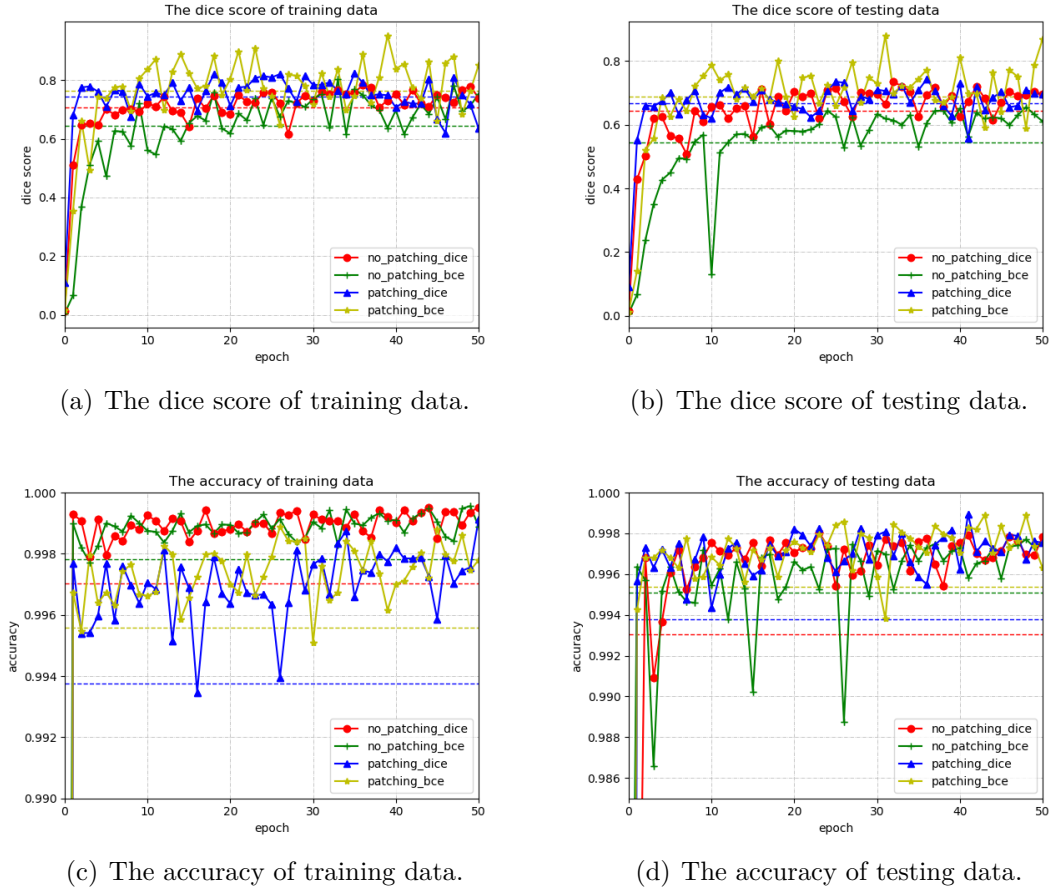 The dice score of training data
0.8
0.6
0.4
0.2
0.0
dice score
0 10 20 30 40 50
epoch
no_patching_dice
no_patching_bce
patching_dice
patching_bce
(a) The dice score of training data.
The dice score of testing data
0.8
0.6
0.4
0.2
0.0
dice score
0 10 20 30 40 50
epoch
no_patching_dice
no_patching_bce
patching_dice
patching_bce
(b) The dice score of testing data.
The accuracy of training data
1.000
0.998
0.996
0.994
0.992
0.990
accuracy
0 10 20 30 40 50
epoch
no_patching_dice
no_patching_bce
patching_dice
patching_bce
(c) The accuracy of training data.
The accuracy of testing data
1.000
0.998
0.996
0.994
0.992
0.990
0.988
0.986
accuracy
0 10 20 30 40 50
epoch
no_patching_dice
no_patching_bce
patching_dice
patching_bce
(d) The accuracy of testing data.